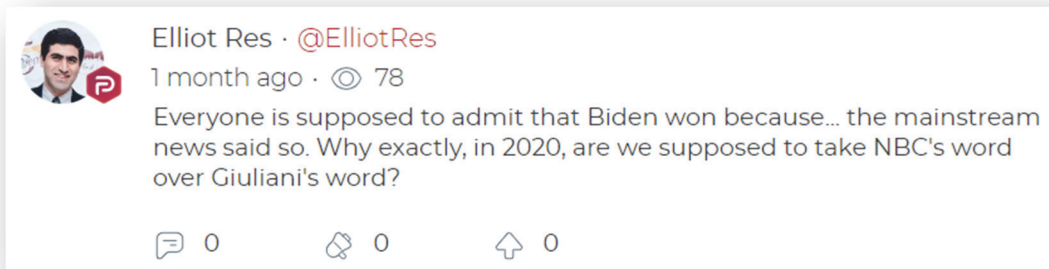 Elliot Res · @ElliotRes
1 month ago · 78
Everyone is supposed to admit that Biden won because... the mainstream
news said so. Why exactly, in 2020, are we supposed to take NBC's word
over Giuliani's word?
0 0 0